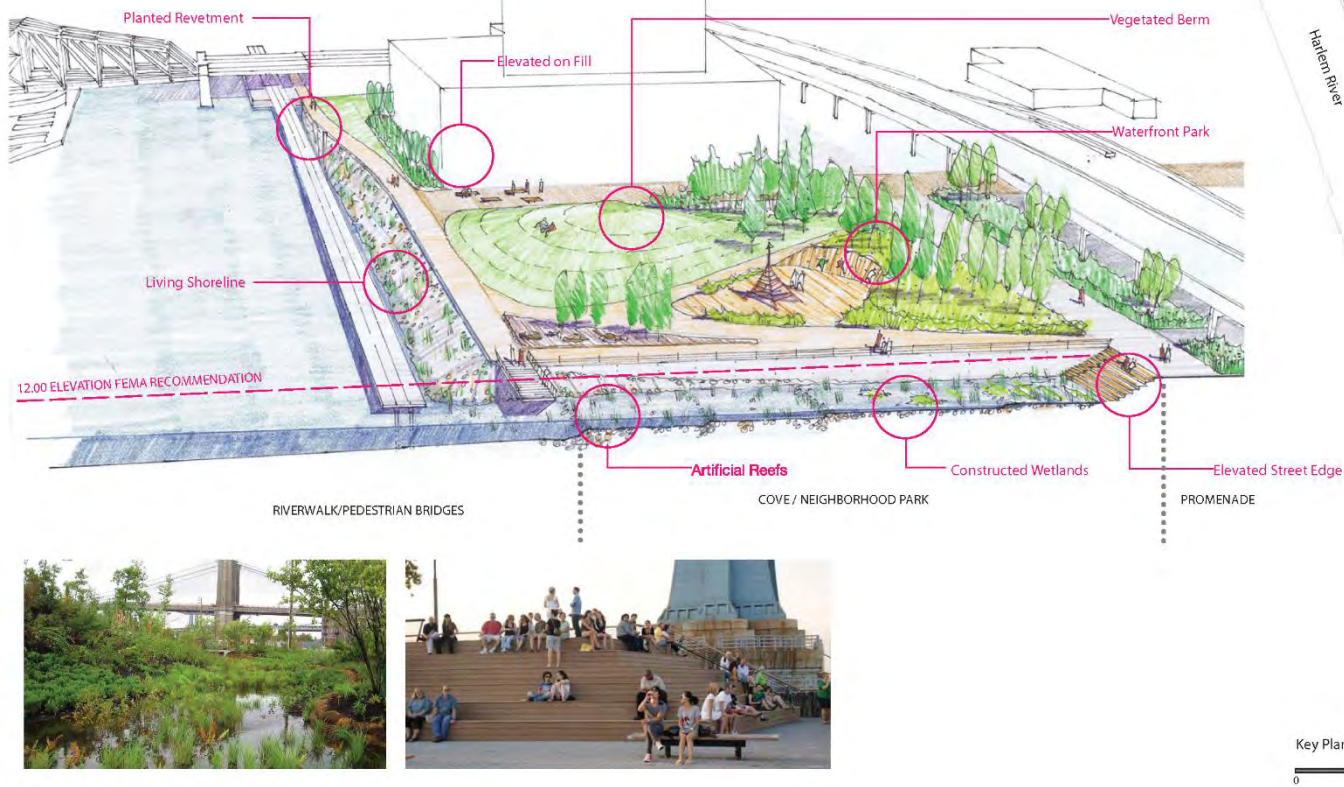 Planted Revetment
Vegetated Berm
Harlem River
Elevated on Fill
Waterfront Park
Living Shoreline
12.00 ELEVATION FEMA RECOMMENDATION
Artificial Reefs
Constructed Wetlands
Elevated Street Edge
RIVERWALK/PEDESTRIAN BRIDGES
COVE / NEIGHBORHOOD PARK
PROMENADE
Key Plan
0